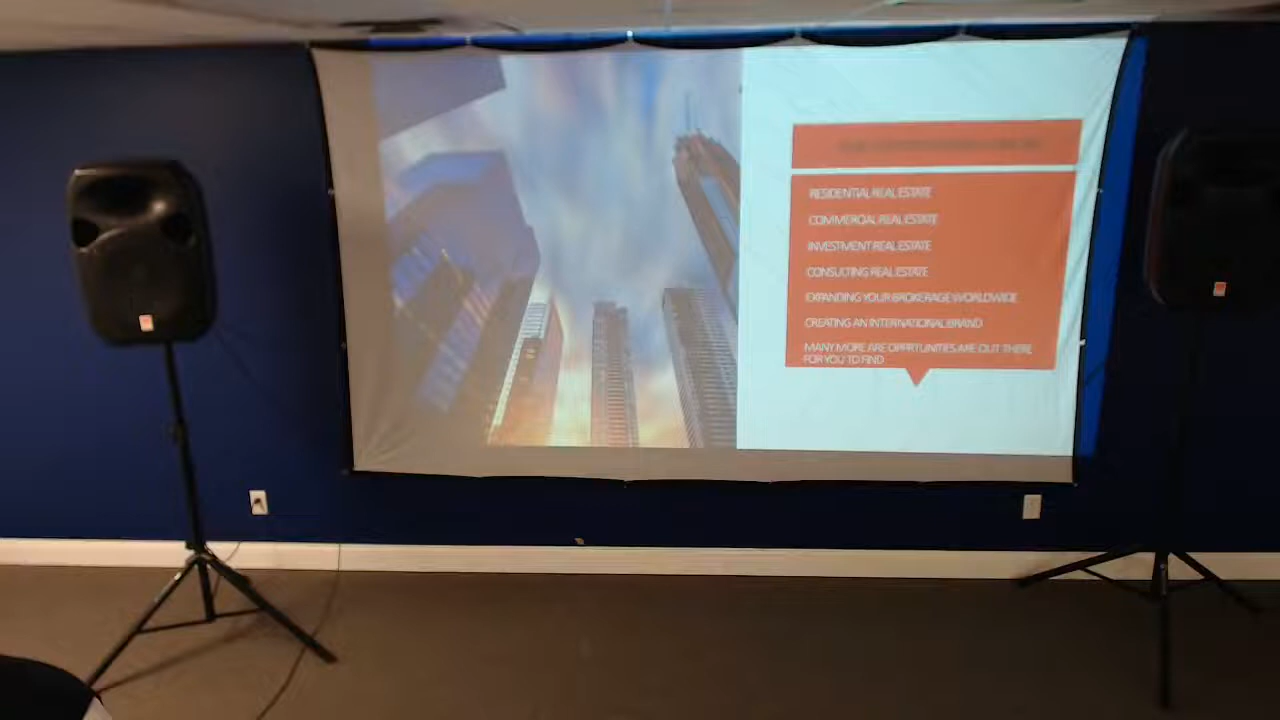 RESIDENTIAL REAL ESTATE
COMMERCIAL REAL ESTATE
INVESTMENT REAL ESTATE
CONSULTING REAL ESTATE
EXPANDING YOUR BROKERAGE WORLDWIDE
CREATING AN INTERNATIONAL BRAND
MANY MORE ARE OPPRTUNITIES ARE OUT THERE
FOR YOU TO FIND